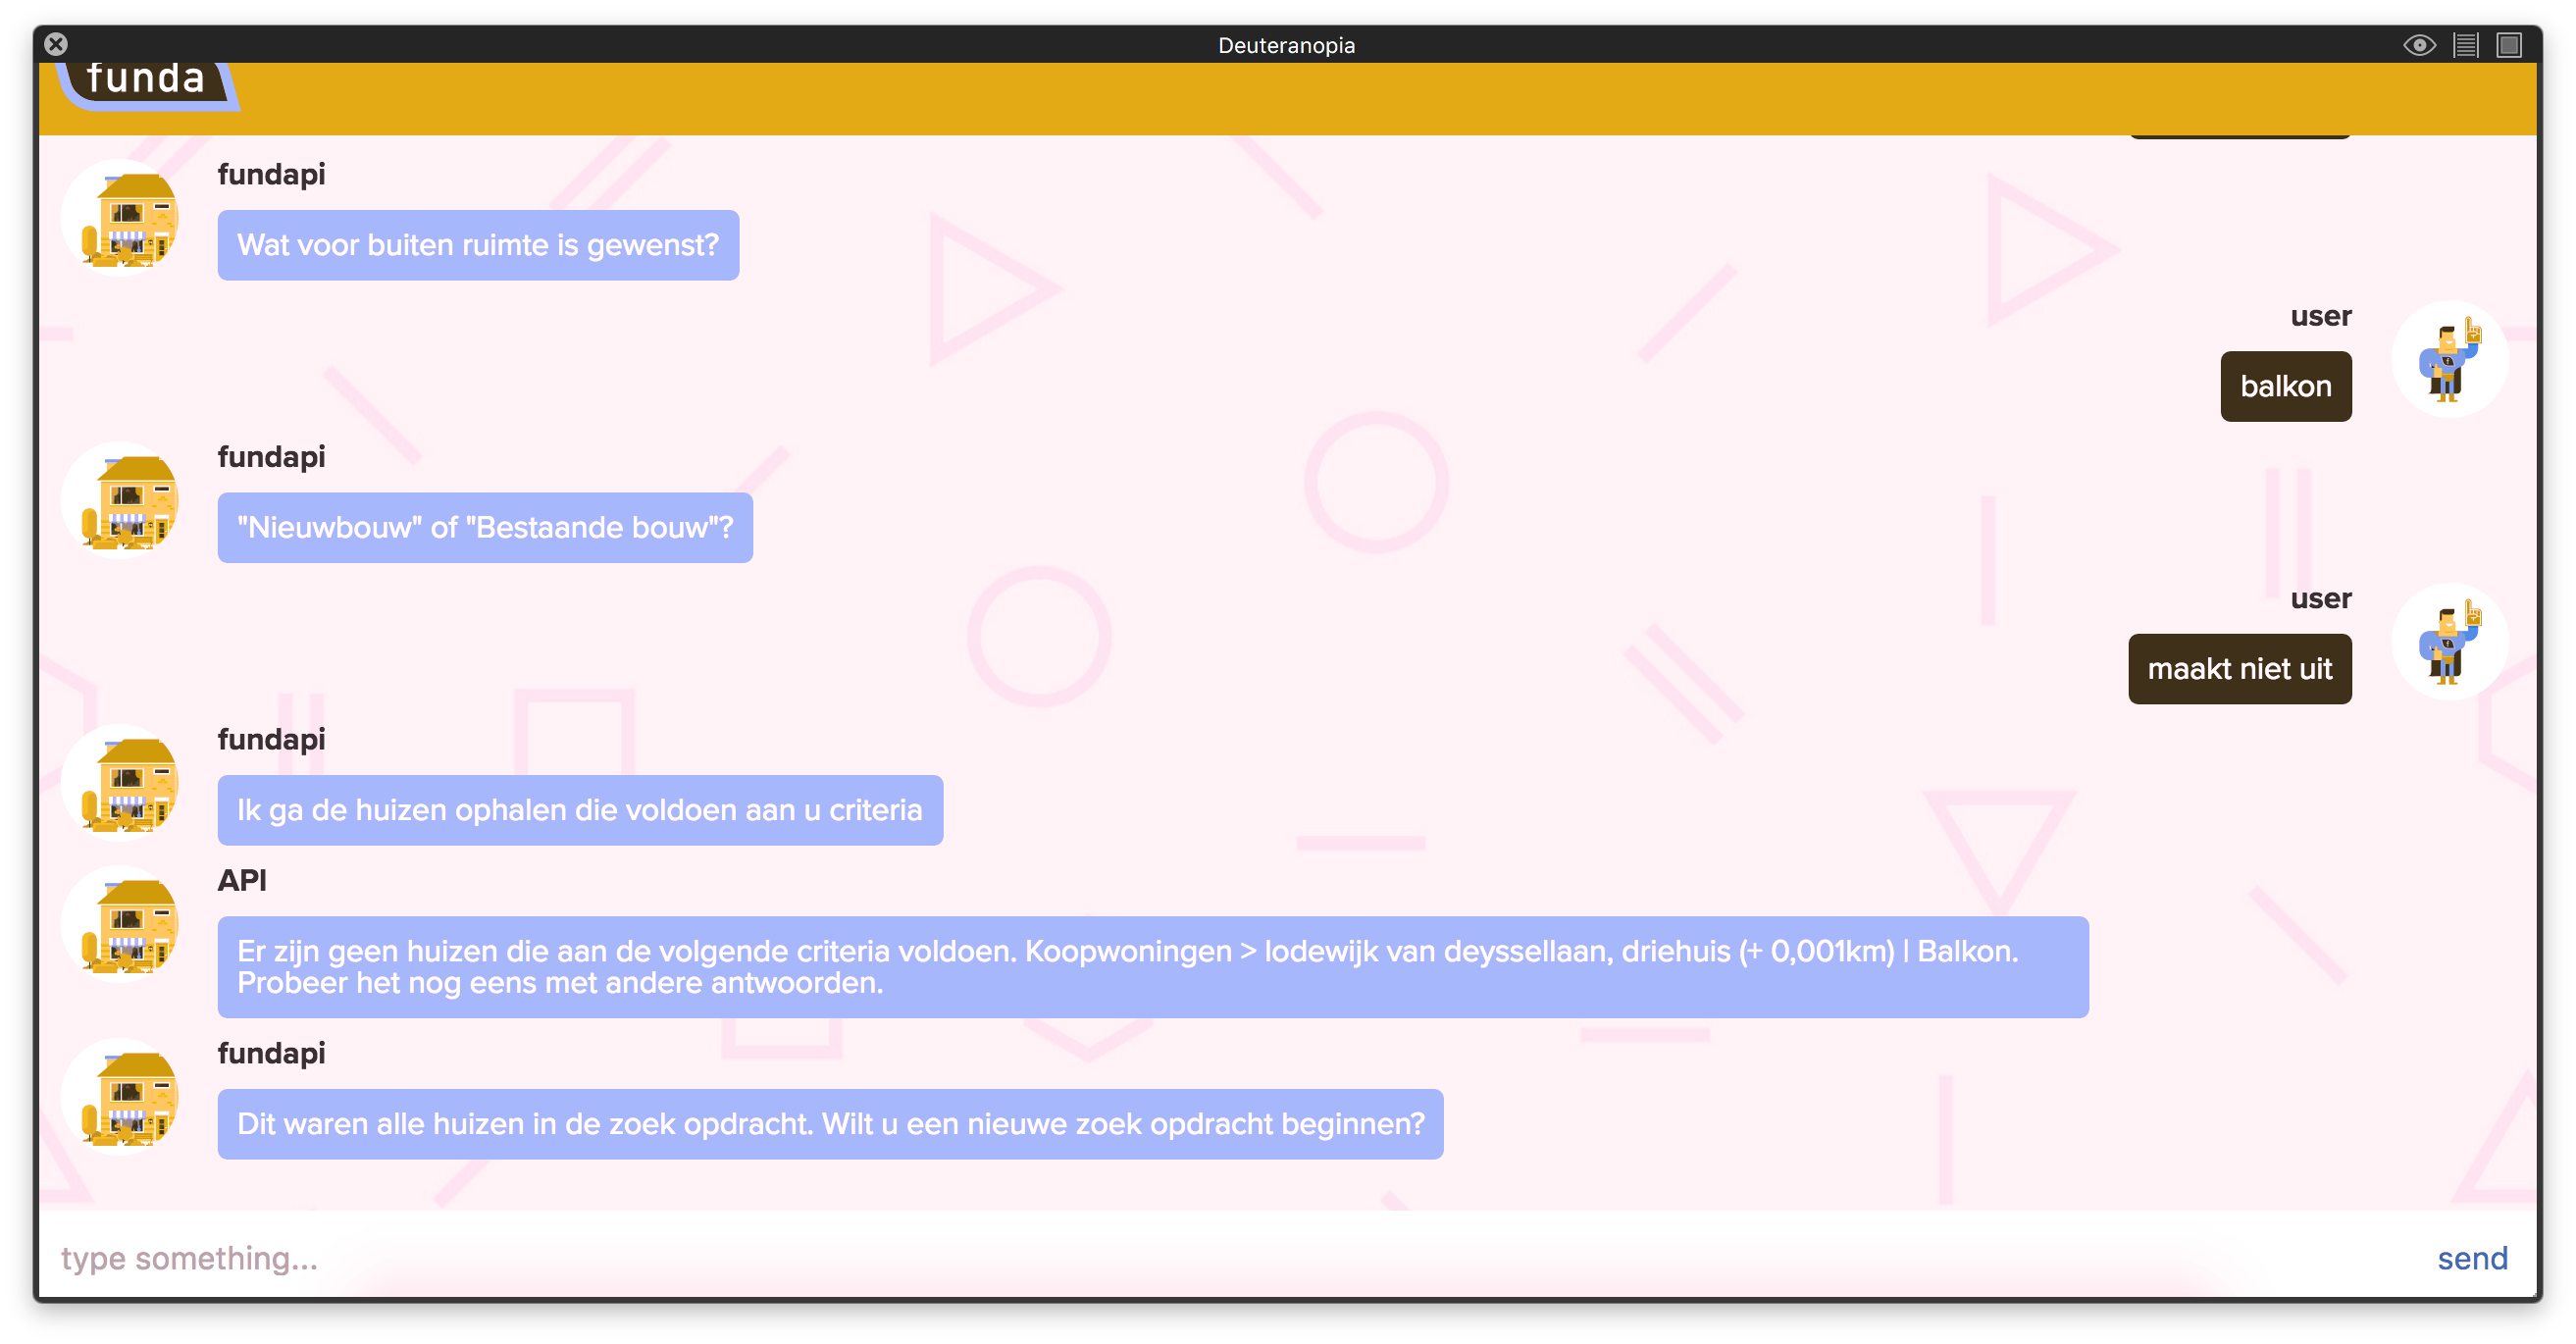 Deuteranopia
funda
fundapi
Wat voor buiten ruimte is gewenst?
user
balkon
fundapi
"Nieuwbouw" of "Bestaande bouw"?
user
maakt niet uit
fundapi
Ik ga de huizen ophalen die voldoen aan u criteria
API
Er zijn geen huizen die aan de volgende criteria voldoen. Koopwoningen > lodewijk van deyssellaan, driehuis (+ 0,001km) | Balkon.
Probeer het nog eens met andere antwoorden.
fundapi
Dit waren alle huizen in de zoek opdracht. Wilt u een nieuwe zoek opdracht beginnen?
type something...
send